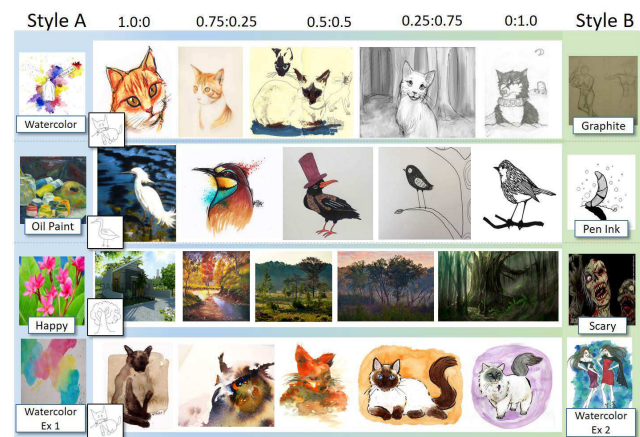 Style A 1.0:0 0.75:0.25 0.5:0.5 0.25:0.75 0:1.0 Style B
Watercolor
Graphite
Oil Paint
Pen Ink
Happy
Scary
Watercolor
Ex 1
Watercolor
Ex 2